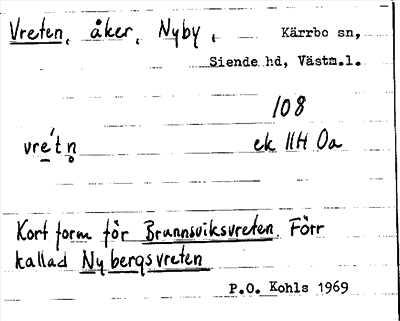 Vreten, åker, Nyby, Kärrbo sn,
Siende hd, Västm.l.
108
vre´tn̥ ek 11H 0a
Kort form för Brannsviksvreten. Förr
kallad Nybergsvreten
P.O. Kohls 1969